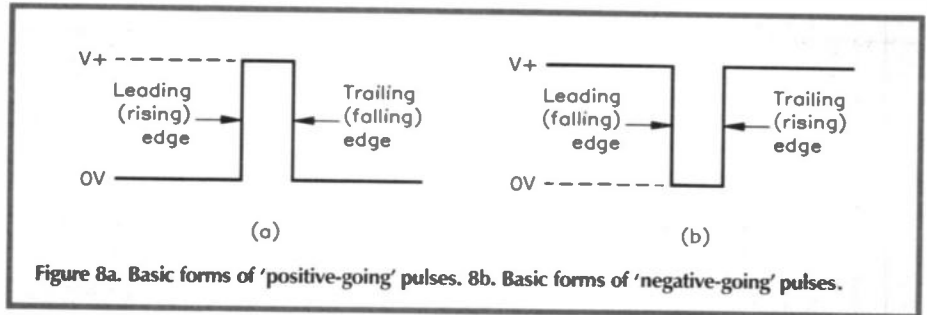 V+
Leading
(rising)
edge
Trailing
(falling)
edge
0V
(a)
V+
Leading
(falling)
edge
Trailing
(rising)
edge
0V
(b)
Figure 8a. Basic forms of 'positive-going' pulses. 8b. Basic forms of 'negative-going' pulses.